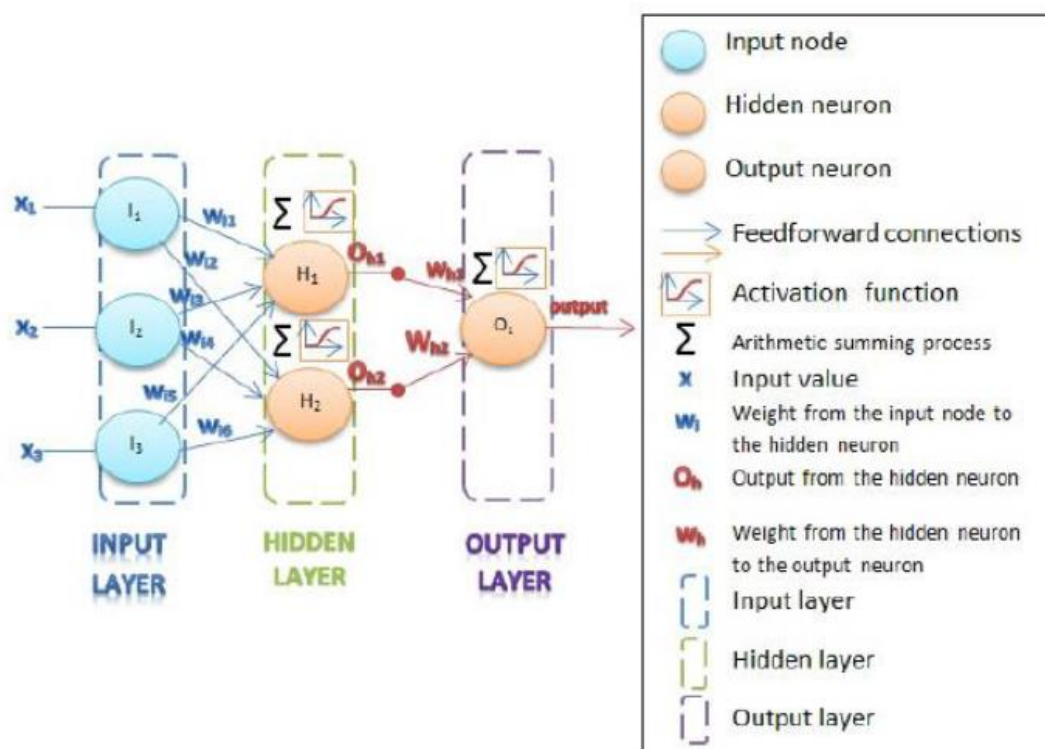 x₁
I₁
Wi1
Wi2
Σ
H₁
Oh1
Wh1
Σ
O₁
output
x₂
I₂
Wi3
Wi4
Σ
Wh2
Oh2
H₂
Wi5
x₃
I₃
Wi6
INPUT
LAYER
HIDDEN
LAYER
OUTPUT
LAYER
Input node
Hidden neuron
Output neuron
Feedforward connections
Activation function
Σ Arithmetic summing process
x Input value
Wi Weight from the input node to
the hidden neuron
Oh Output from the hidden neuron
Wh Weight from the hidden neuron
to the output neuron
Input layer
Hidden layer
Output layer